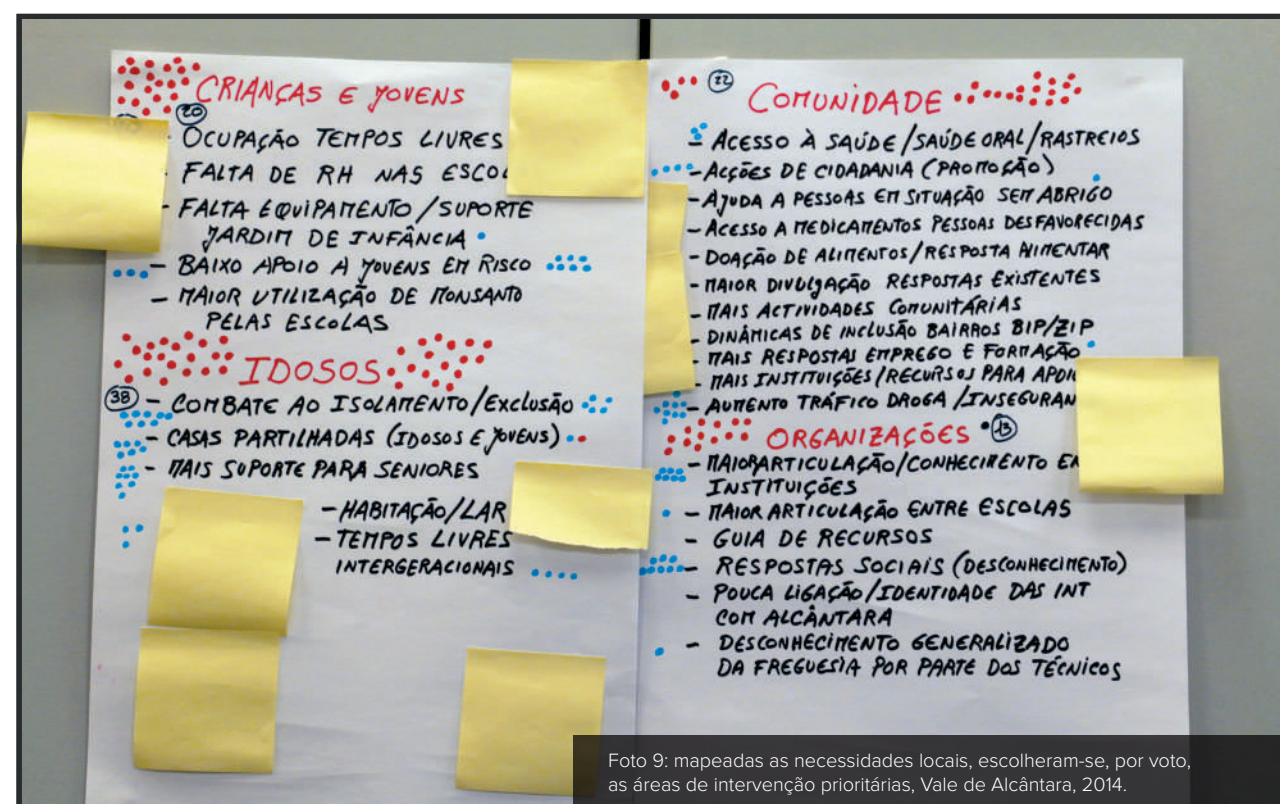 CRIANÇAS E JOVENS
20
- OCUPAÇÃO TEMPOS LIVRES
- FALTA DE RH NAS ESCOL
- FALTA EQUIPAMENTO/SUPORTE
JARDIM DE INFÂNCIA
- BAIXO APOIO A JOVENS EM RISCO
- MAIOR UTILIZAÇÃO DE MONSANTO
PELAS ESCOLAS
IDOSOS
38 - COMBATE AO ISOLAMENTO/Exclusão
- CASAS PARTILHADAS (IDOSOS E JOVENS)
- MAIS SUPORTE PARA SENIORES
- HABITAÇÃO/LAR
- TEMPOS LIVRES
INTERGERACIONAIS
22 COMUNIDADE
- ACESSO À SAÚDE/SAÚDE ORAL/RASTREIOS
- ACÇÕES DE CIDADANIA (PROMOÇÃO)
- AJUDA A PESSOAS EM SITUAÇÃO SEM ABRIGO
- ACESSO A MEDICAMENTOS PESSOAS DESFAVORECIDAS
- DOAÇÃO DE ALIMENTOS/RESPOSTA ALIMENTAR
- MAIOR DIVULGAÇÃO RESPOSTAS EXISTENTES
- MAIS ACTIVIDADES COMUNITÁRIAS
- DINÂMICAS DE INCLUSÃO BAIRROS BIP/ZIP
- MAIS RESPOSTAS EMPREGO E FORMAÇÃO
- MAIS INSTITUIÇÕES/RECURSOS PARA APOIO
- AUMENTO TRÁFICO DROGA/INSEGURAN
ORGANIZAÇÕES 13
- MAIOR ARTICULAÇÃO/CONHECIMENTO EN
INSTITUIÇÕES
- MAIOR ARTICULAÇÃO ENTRE ESCOLAS
- GUIA DE RECURSOS
- RESPOSTAS SOCIAIS (DESCONHECIMENTO)
- POUCA LIGAÇÃO/IDENTIDADE DAS INT
COM ALCÂNTARA
- DESCONHECIMENTO GENERALIZADO
DA FREGUESIA POR PARTE DOS TÉCNICOS
Foto 9: mapeadas as necessidades locais, escolheram-se, por voto,
as áreas de intervenção prioritárias, Vale de Alcântara, 2014.